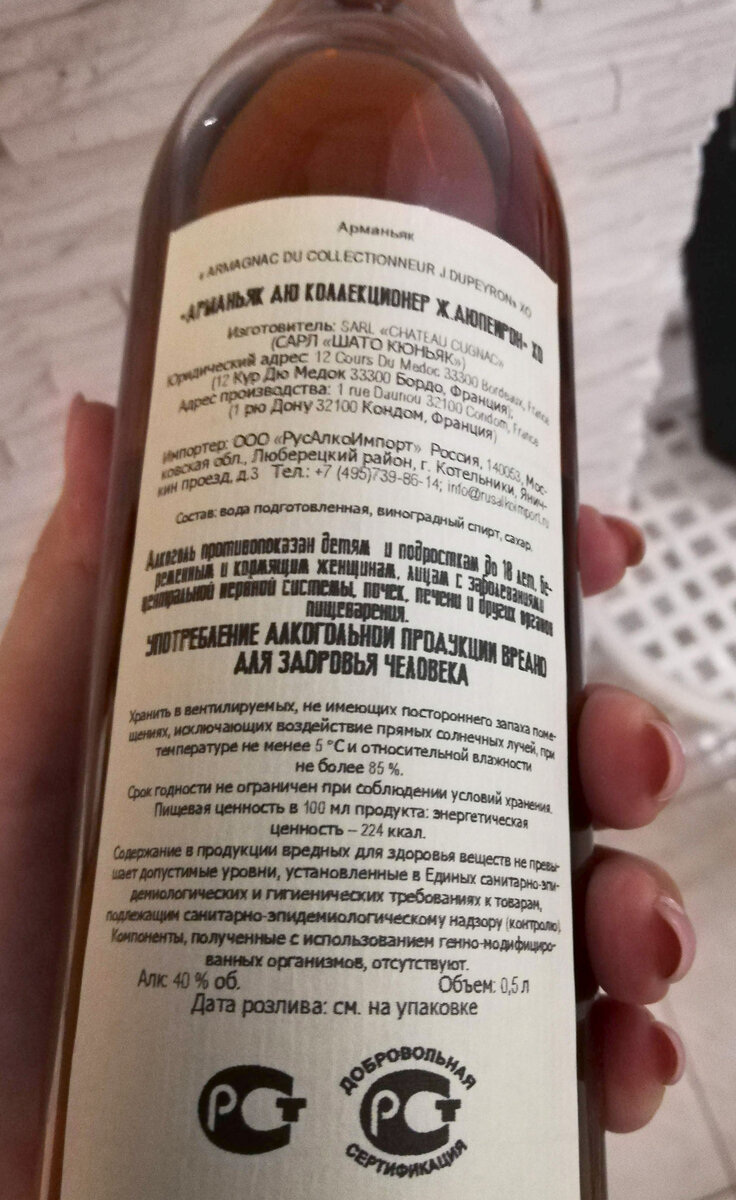 Арманьяк
«ARMAGNAC DU COLLECTIONNEUR J.DUPEYRON» XO
«АРМАНЬЯК ДЮ КОЛЛЕКЦИОНЕР Ж.ДЮПЕЙРОН» ХО
Изготовитель: SARL «CHATEAU CUGNAC»
(САРЛ «ШАТО КЮНЬЯК»)
Юридический адрес: 12 Cours Du Medoc 33300 Bordeaux, France
(12 Кур Дю Медок 33300 Бордо, Франция);
Адрес производства: 1 rue Daunou 32100 Condom, France
(1 рю Дону 32100 Кондом, Франция)
Импортер: ООО «РусАлкоИмпорт» Россия, 140053, Мос-
ковская обл., Люберецкий район, г. Котельники, Янич-
кин проезд, д.3 Тел.: +7 (495)739-86-14; info@rusalkoimport.ru
Состав: вода подготовленная, виноградный спирт, сахар.
Алкоголь противопоказан детям и подросткам до 18 лет, бе-
ременным и кормящим женщинам, лицам с заболеваниями
центральной нервной системы, почек, печени и других органов
пищеварения.
УПОТРЕБЛЕНИЕ АЛКОГОЛЬНОЙ ПРОДУКЦИИ ВРЕДНО
ДЛЯ ЗДОРОВЬЯ ЧЕЛОВЕКА
Хранить в вентилируемых, не имеющих постороннего запаха поме-
щениях, исключающих воздействие прямых солнечных лучей, при
температуре не менее 5 °С и относительной влажности
не более 85 %.
Срок годности не ограничен при соблюдении условий хранения.
Пищевая ценность в 100 мл продукта: энергетическая
ценность – 224 ккал.
Содержание в продукции вредных для здоровья веществ не превы-
шает допустимые уровни, установленные в Единых санитарно-эпи-
демиологических и гигиенических требованиях к товарам,
подлежащим санитарно-эпидемиологическому надзору (контролю)
Компоненты, полученные с использованием генно-модифициро-
ванных организмов, отсутствуют.
Алк: 40 % об. Объем: 0,5 л
Дата розлива: см. на упаковке
РСТ
ДОБРОВОЛЬНАЯ
РСТ
СЕРТИФИКАЦИЯ